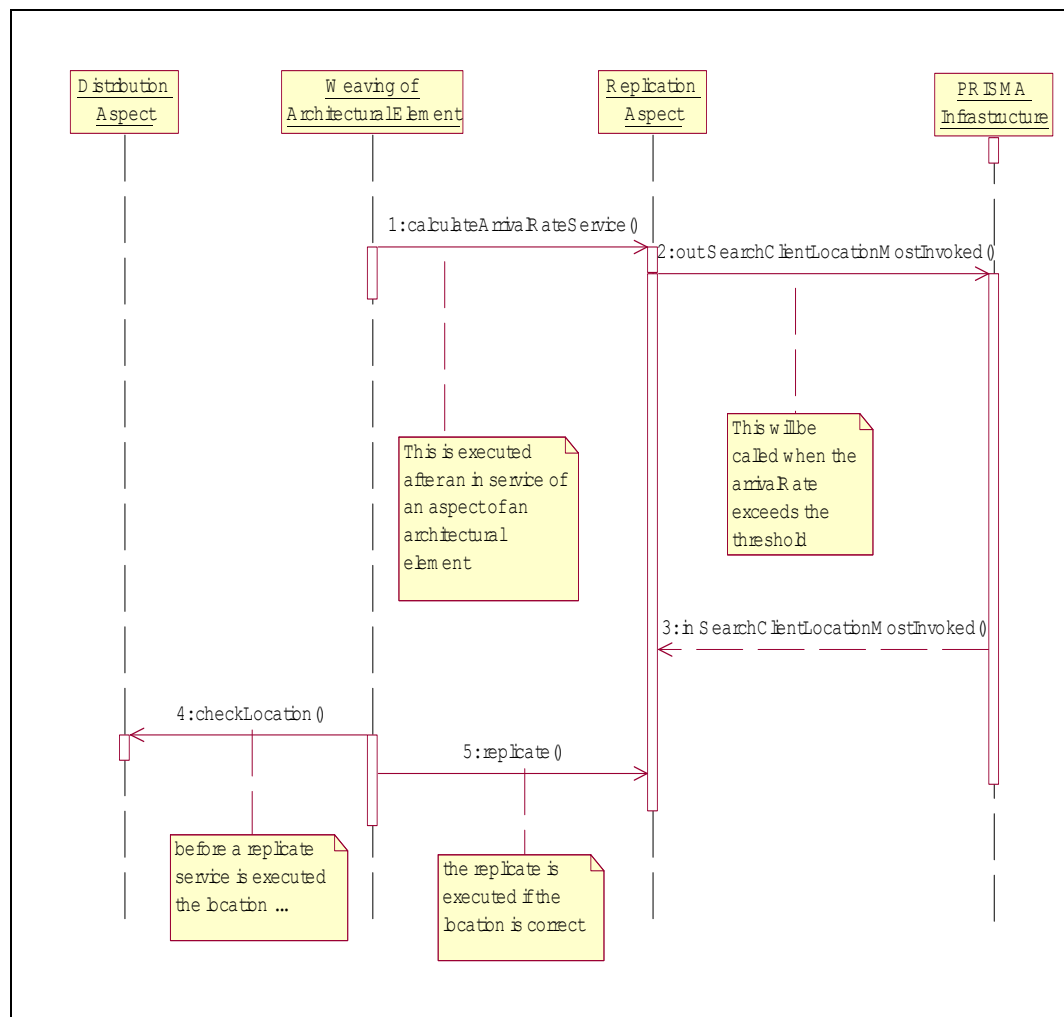 Distribution
Aspect
Weaving of
ArchitecturalElement
Replication
Aspect
PRISMA
Infrastructure
1:calculateArrivalRateService()
2:outSearchClientLocationMostInvoked()
This is executed
after an in service of
an aspect of an
architectural
element
This will be
called when the
arrivalRate
exceeds the
threshold
3:in SearchClientLocationMostInvoked()
4:checkLocation()
5:replicate()
before a replicate
service is executed
the location ...
the replicate is
executed if the
location is correct